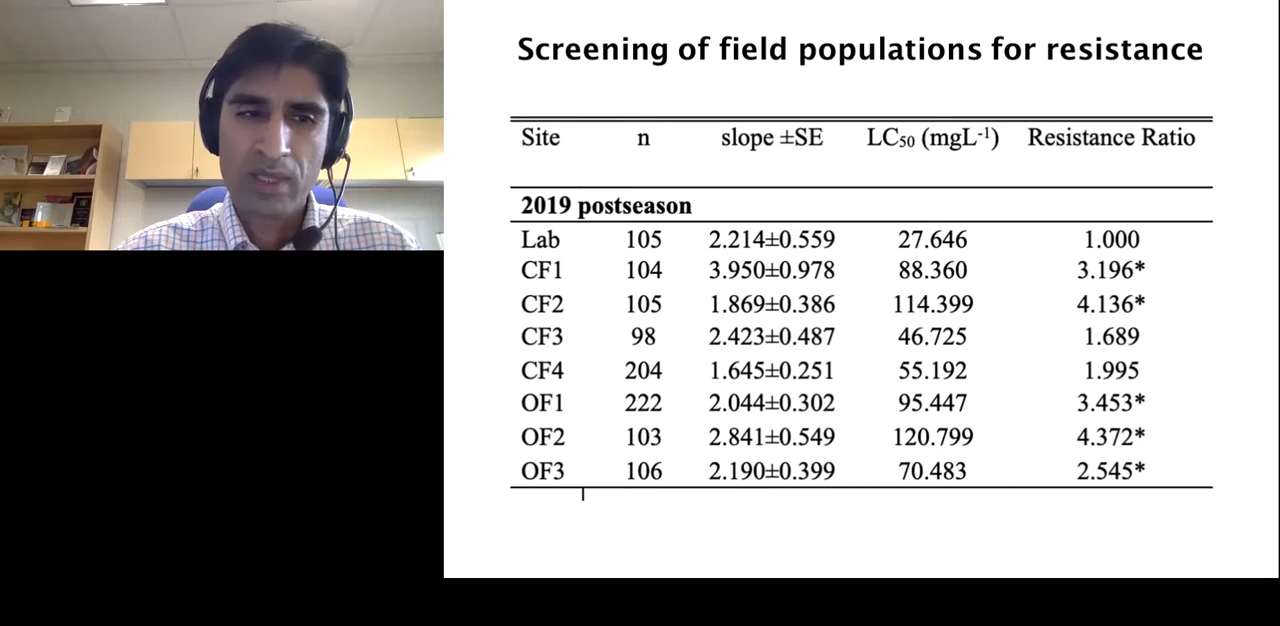 Screening of field populations for resistance
Site n slope ±SE LC₅₀ (mgL⁻¹) Resistance Ratio
2019 postseason
Lab 105 2.214±0.559 27.646 1.000
CF1 104 3.950±0.978 88.360 3.196*
CF2 105 1.869±0.386 114.399 4.136*
CF3 98 2.423±0.487 46.725 1.689
CF4 204 1.645±0.251 55.192 1.995
OF1 222 2.044±0.302 95.447 3.453*
OF2 103 2.841±0.549 120.799 4.372*
OF3 106 2.190±0.399 70.483 2.545*